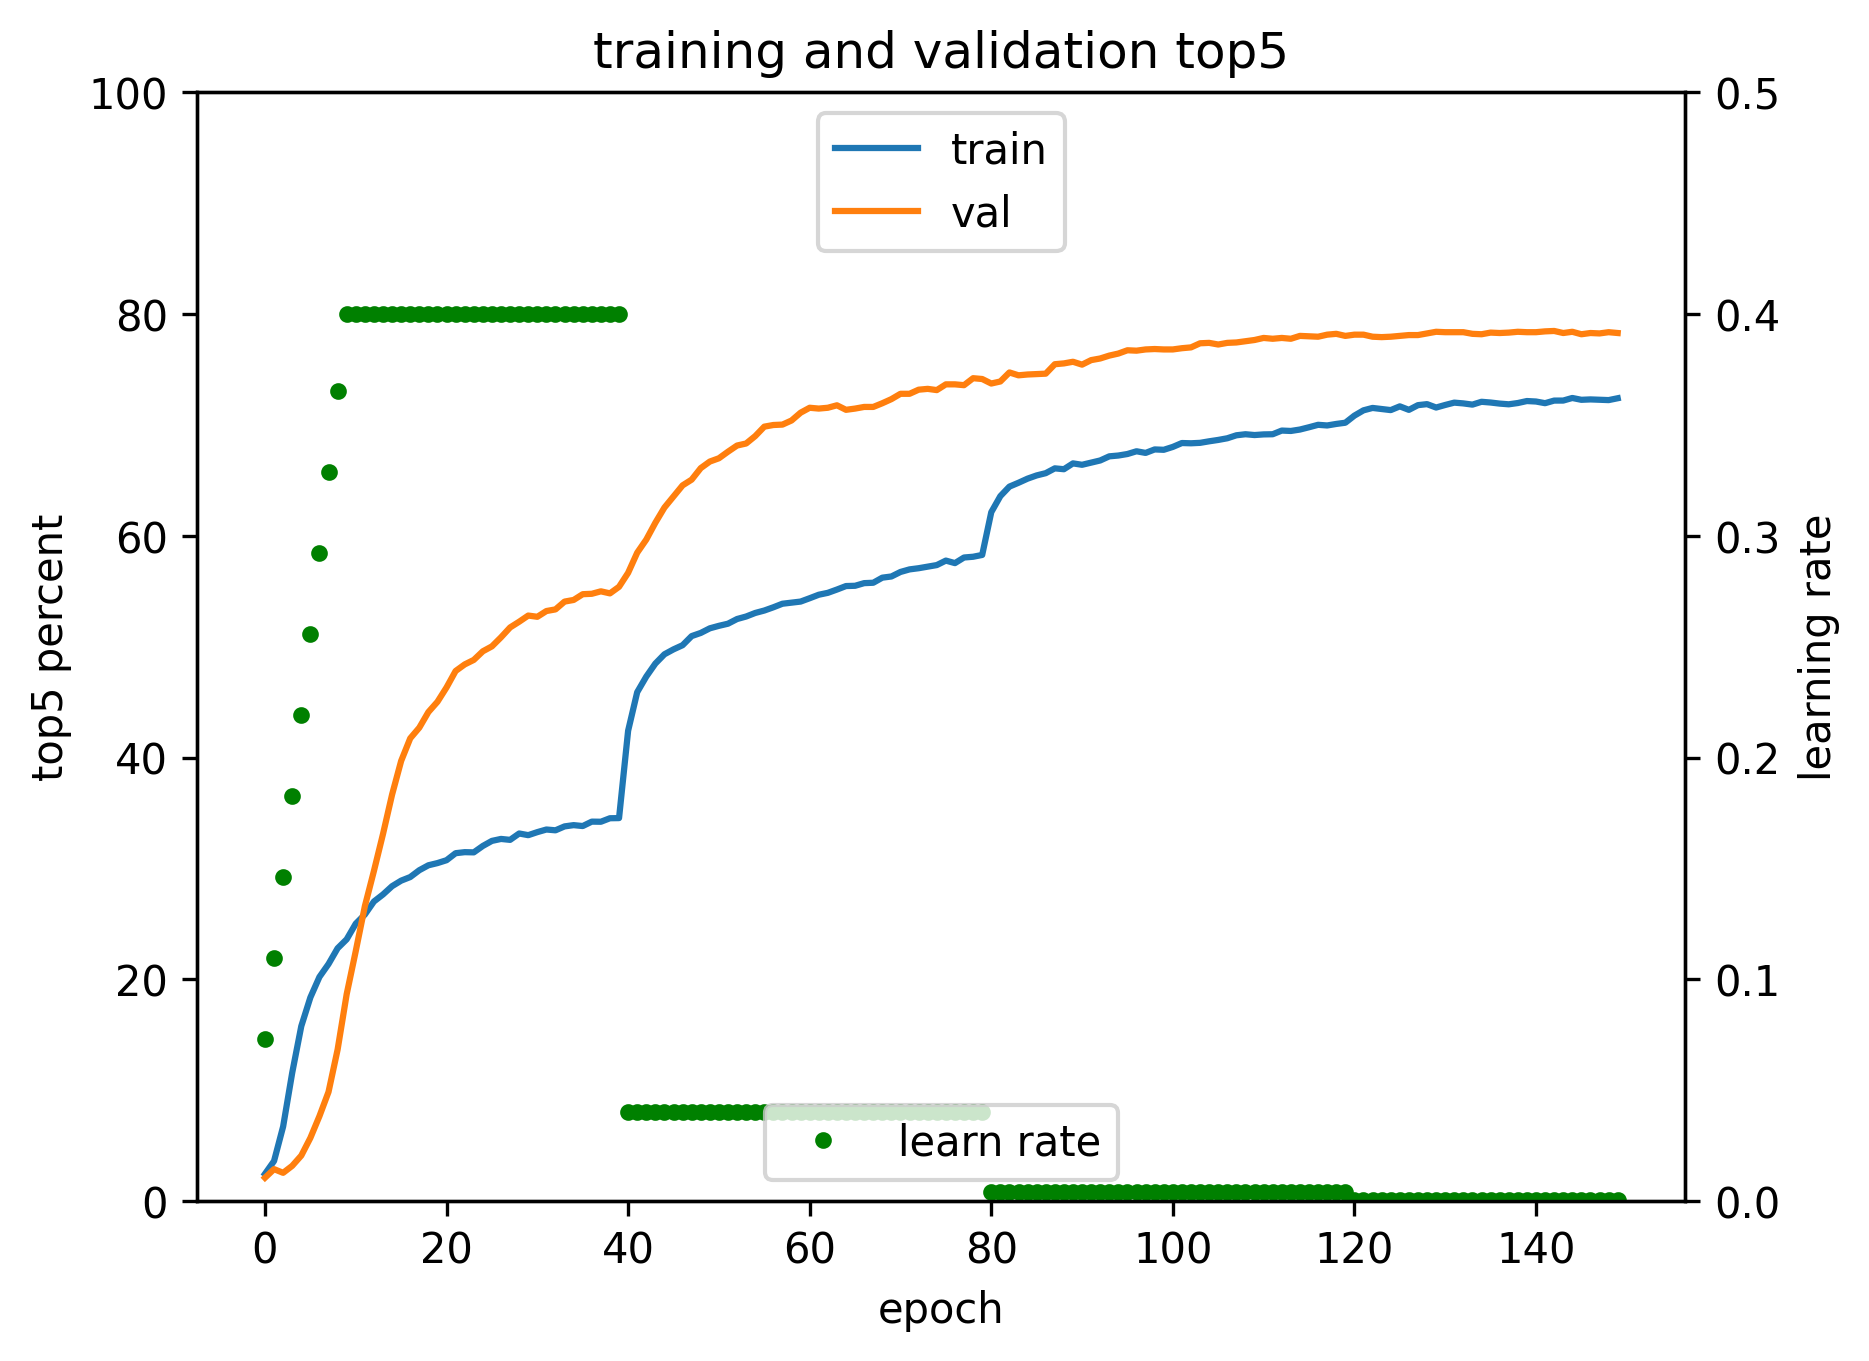 training and validation top5
train
val
100
80
60
40
20
0
top5 percent
0.5
0.4
0.3
0.2
0.1
0.0
learning rate
learn rate
0 20 40 60 80 100 120 140
epoch